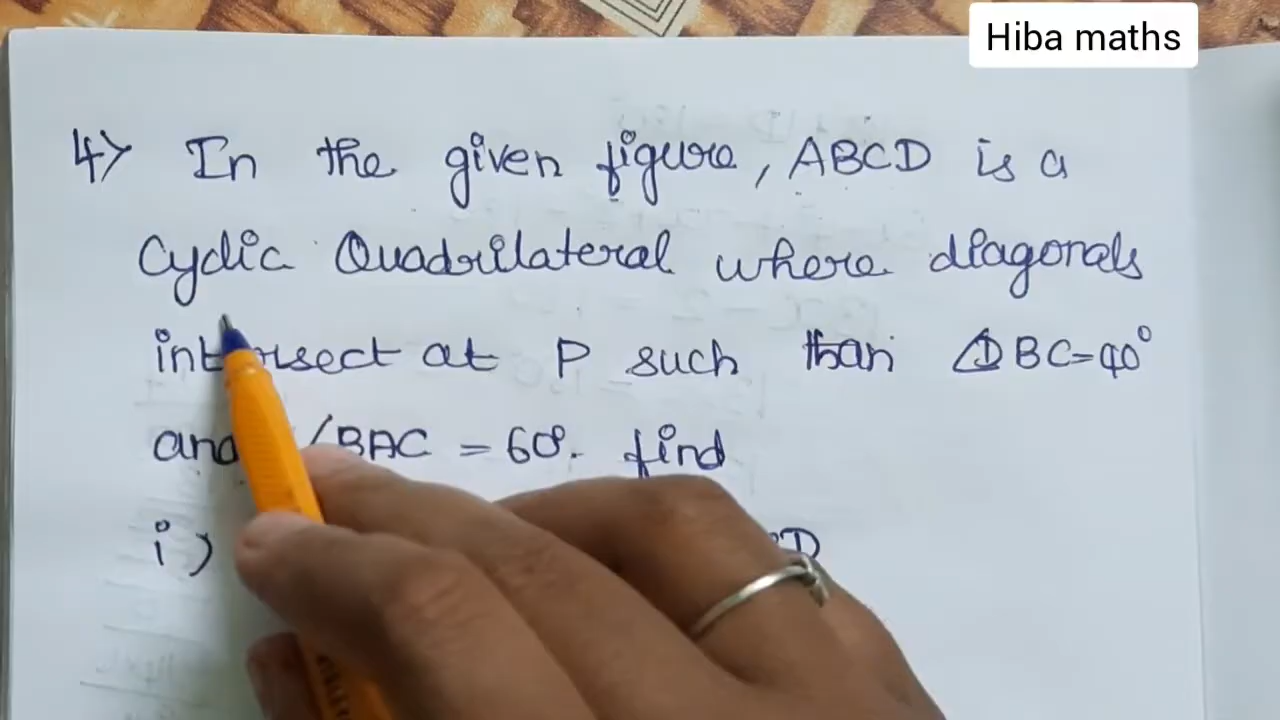 Hiba maths
4) In the given figure, ABCD is a
Cyclic Quadrilateral where diagonals
intersect at P such than ∠DBC=40°
and ∠BAC = 60°. find
i)